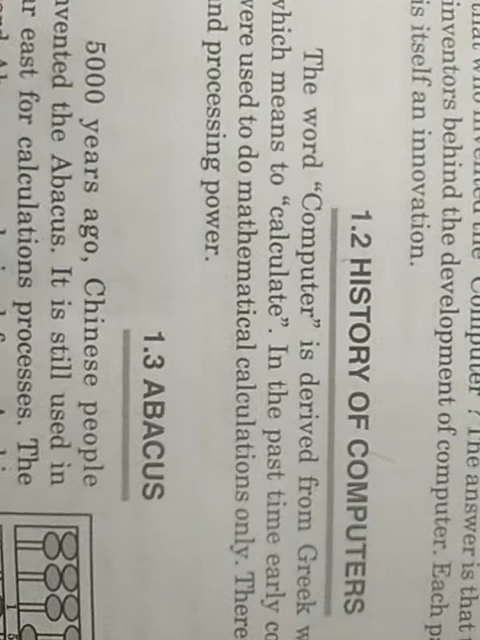 that who invented the "Computer"? The answer is that
inventors behind the development of computer. Each
is itself an innovation.
1.2 HISTORY OF COMPUTERS
The word "Computer" is derived from Greek
which means to "calculate". In the past time early
were used to do mathematical calculations only. There
and processing power.
1.3 ABACUS
5000 years ago, Chinese people
invented the Abacus. It is still used in
far east for calculations processes. The